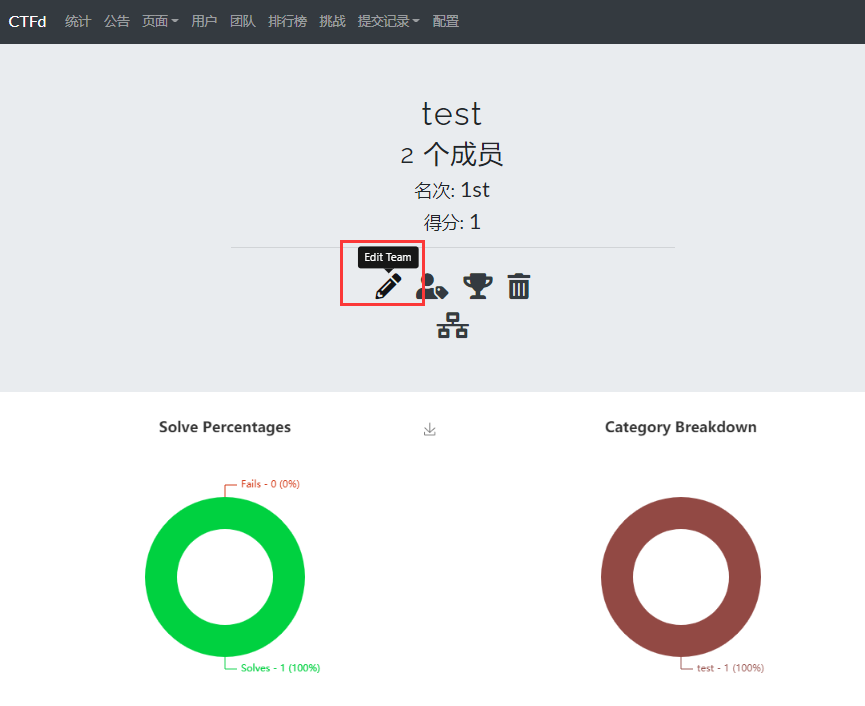 CTFd 统计 公告 页面 用户 团队 排行榜 挑战 提交记录 配置
test
2 个成员
名次: 1st
得分: 1
Edit Team
Solve Percentages
Category Breakdown
Fails - 0 (0%)
Solves - 1 (100%)
test - 1 (100%)